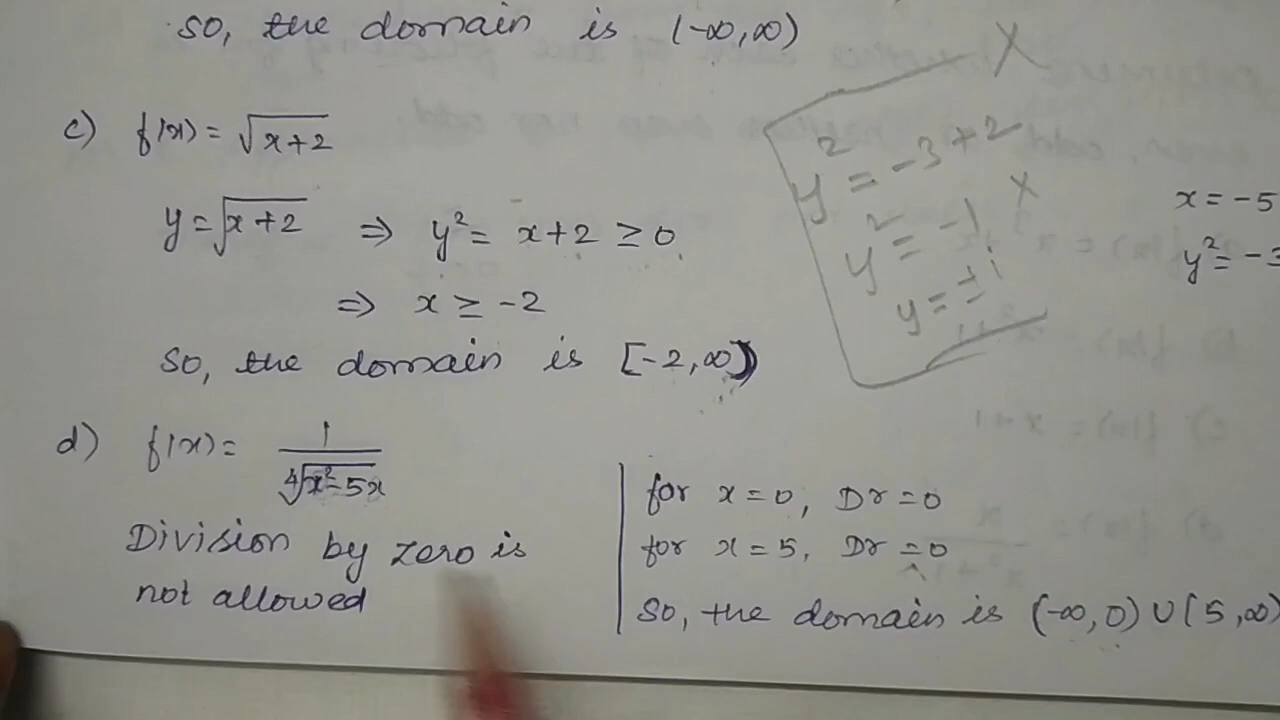 so, the domain is (-∞,∞)
c) f(x) = √x+2
y = √x+2 ⇒ y² = x+2 ≥ 0
⇒ x ≥ -2
So, the domain is [-2,∞)
y² = -3+2
y² = -1
y = ±i
x = -5
y² = -3
d) f(x) = 1/∜x²-5x
Division by zero is
not allowed
for x = 0, Dr = 0
for x = 5, Dr = 0
So, the domain is (-∞,0) ∪ (5,∞)